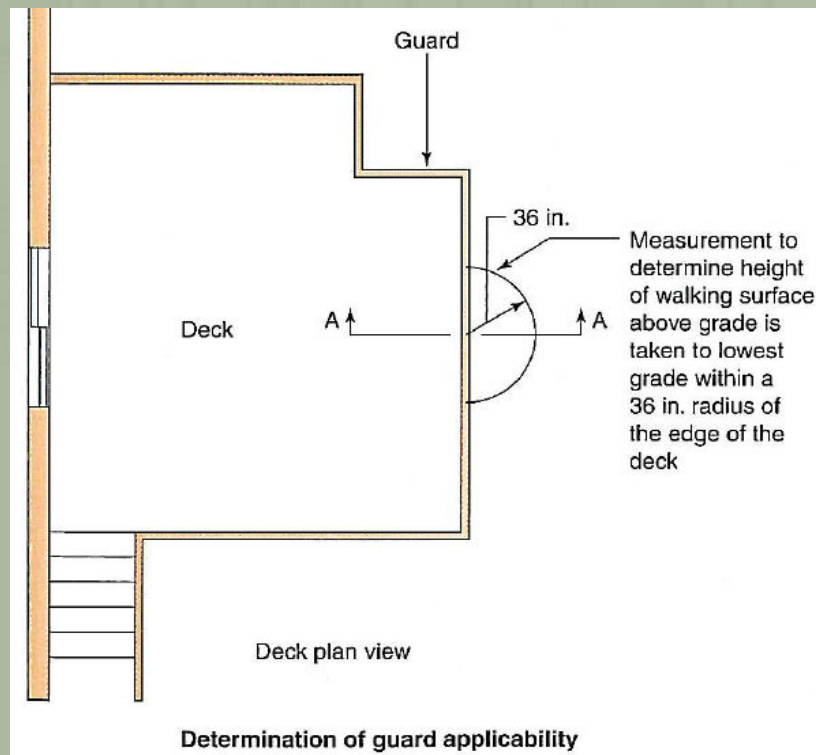 Guard
36 in.
Measurement to
determine height
of walking surface
above grade is
taken to lowest
grade within a
36 in. radius of
the edge of the
deck
Deck
A
A
Deck plan view
Determination of guard applicability